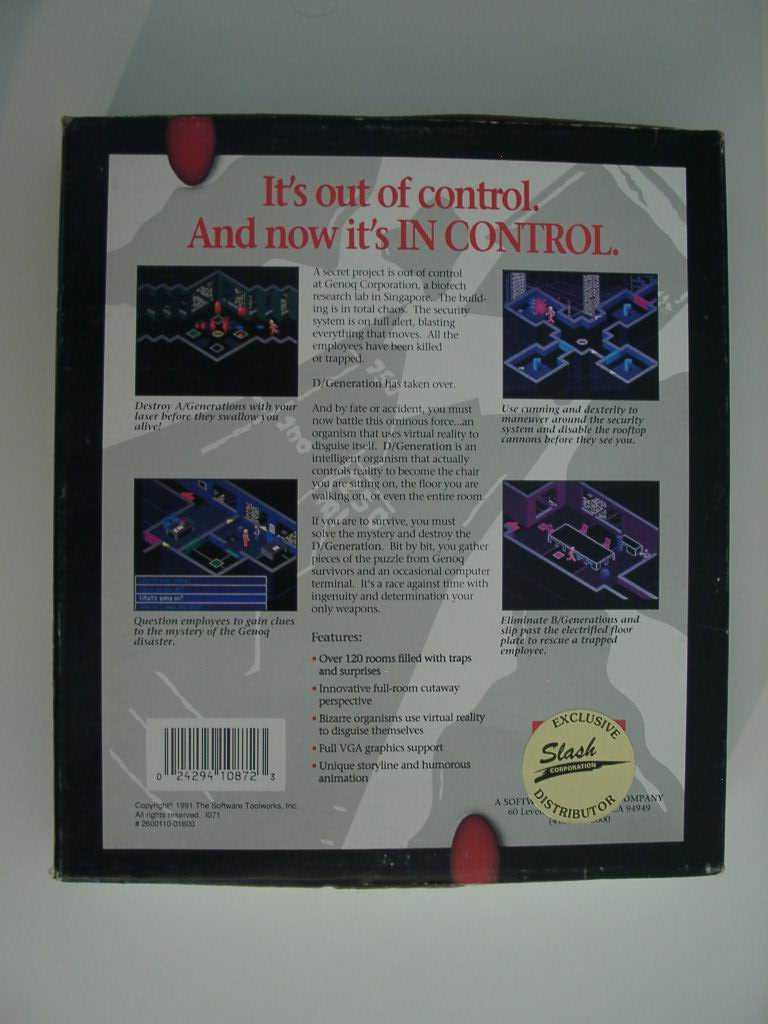 It's out of control.
And now it's IN CONTROL.
A secret project is out of control
at Genoq Corporation, a biotech
research lab in Singapore. The build-
ing is in total chaos. The security
system is on full alert, blasting
everything that moves. All the
employees have been killed
or trapped.
D/Generation has taken over.
And by fate or accident, you must
now battle this ominous force...an
organism that uses virtual reality to
disguise itself. D/Generation is an
intelligent organism that actually
controls reality to become the chair
you are sitting on, the floor you are
walking on, or even the entire room.
If you are to survive, you must
solve the mystery and destroy the
D/Generation. Bit by bit, you gather
pieces of the puzzle from Genoq
survivors and an occasional computer
terminal. It's a race against time with
ingenuity and determination your
only weapons.
Features:
• Over 120 rooms filled with traps
and surprises
• Innovative full-room cutaway
perspective
• Bizarre organisms use virtual reality
to disguise themselves
• Full VGA graphics support
• Unique storyline and humorous
animation
Destroy A/Generations with your
laser before they swallow you
alive!
What's going on?
Question employees to gain clues
to the mystery of the Genoq
disaster.
Use cunning and dexterity to
maneuver around the security
system and disable the rooftop
cannons before they see you.
Eliminate B/Generations and
slip past the electrified floor
plate to rescue a trapped
employee.
0 24294 10872 3
Copyright© 1991 The Software Toolworks, Inc.
All rights reserved. I071
# 2600110-01600
EXCLUSIVE
Slash
CORPORATION
DISTRIBUTOR
A
60
94949